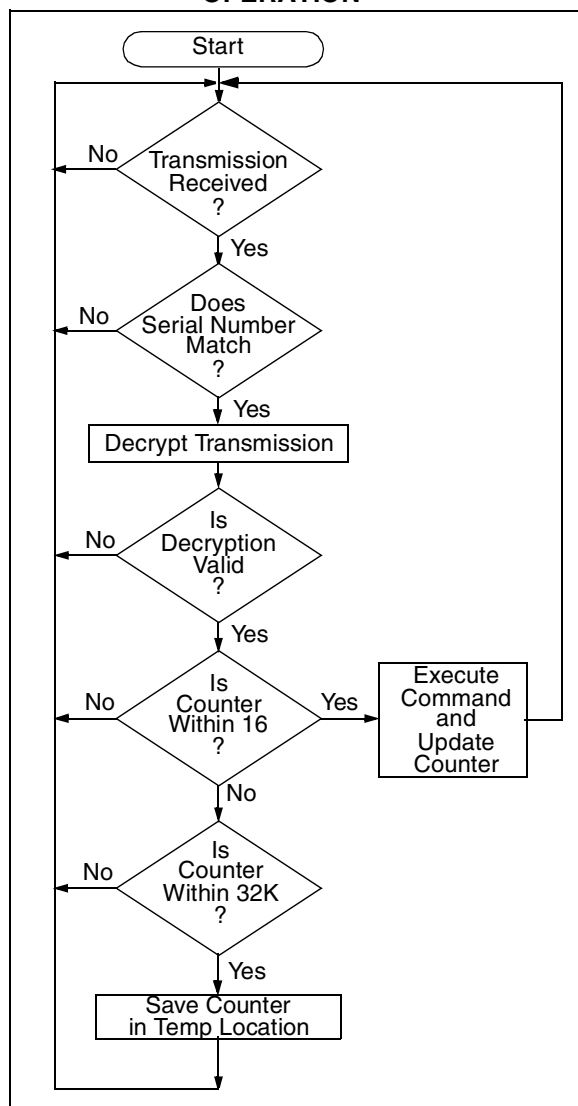 OPERATION
Start
No
Transmission
Received
?
Yes
No
Does
Serial Number
Match
?
Yes
Decrypt Transmission
No
Is
Decryption
Valid
?
Yes
No
Is
Counter
Within 16
?
Yes
Execute
Command
and
Update
Counter
No
No
Is
Counter
Within 32K
?
Yes
Save Counter
in Temp Location